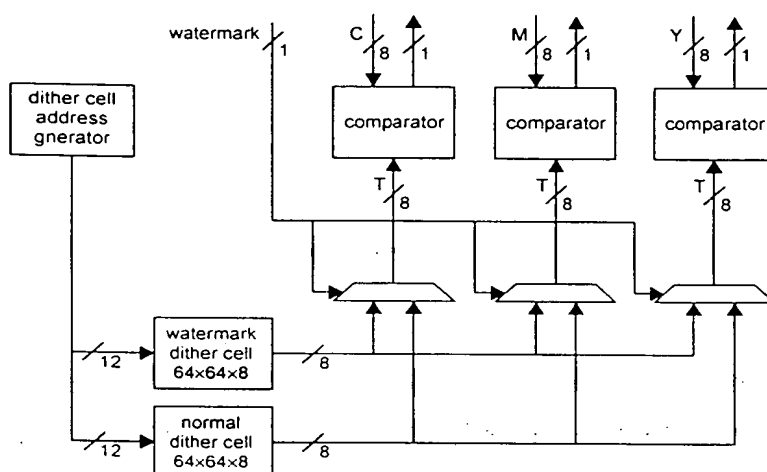 watermark 1 C 8 1 M 8 1 Y 8 1
dither cell
address
gnerator
comparator comparator comparator
T 8 T 8 T 8
watermark
dither cell
64×64×8
12 8
normal
dither cell
64×64×8
12 8